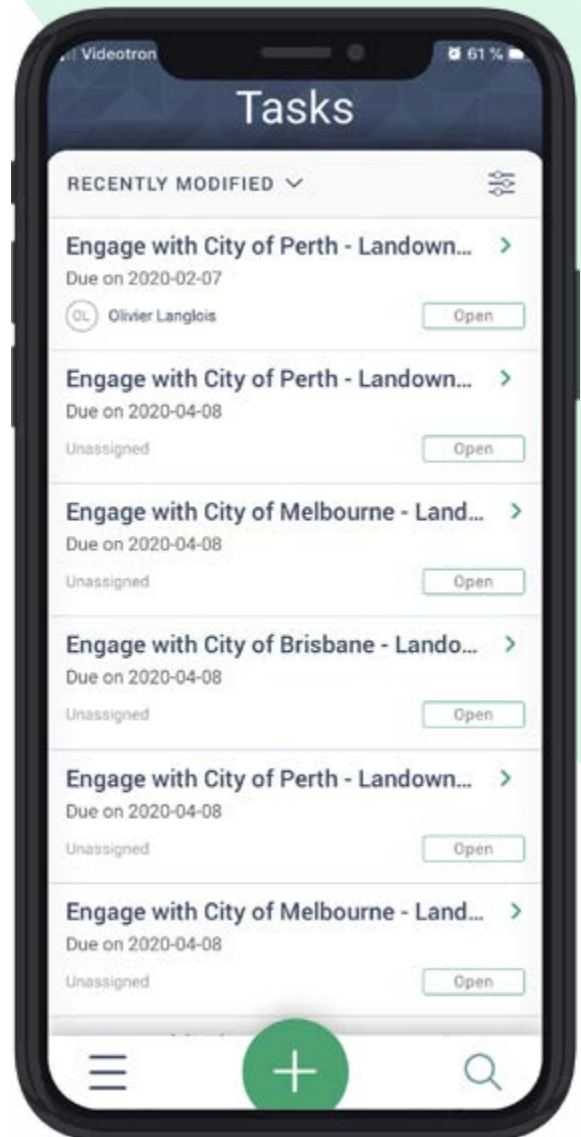 Videotron
61 %
Tasks
RECENTLY MODIFIED
Engage with City of Perth - Landown...
Due on 2020-02-07
OL Olivier Langlois
Open
Engage with City of Perth - Landown...
Due on 2020-04-08
Unassigned
Open
Engage with City of Melbourne - Land...
Due on 2020-04-08
Unassigned
Open
Engage with City of Brisbane - Lando...
Due on 2020-04-08
Unassigned
Open
Engage with City of Perth - Landown...
Due on 2020-04-08
Unassigned
Open
Engage with City of Melbourne - Land...
Due on 2020-04-08
Unassigned
Open